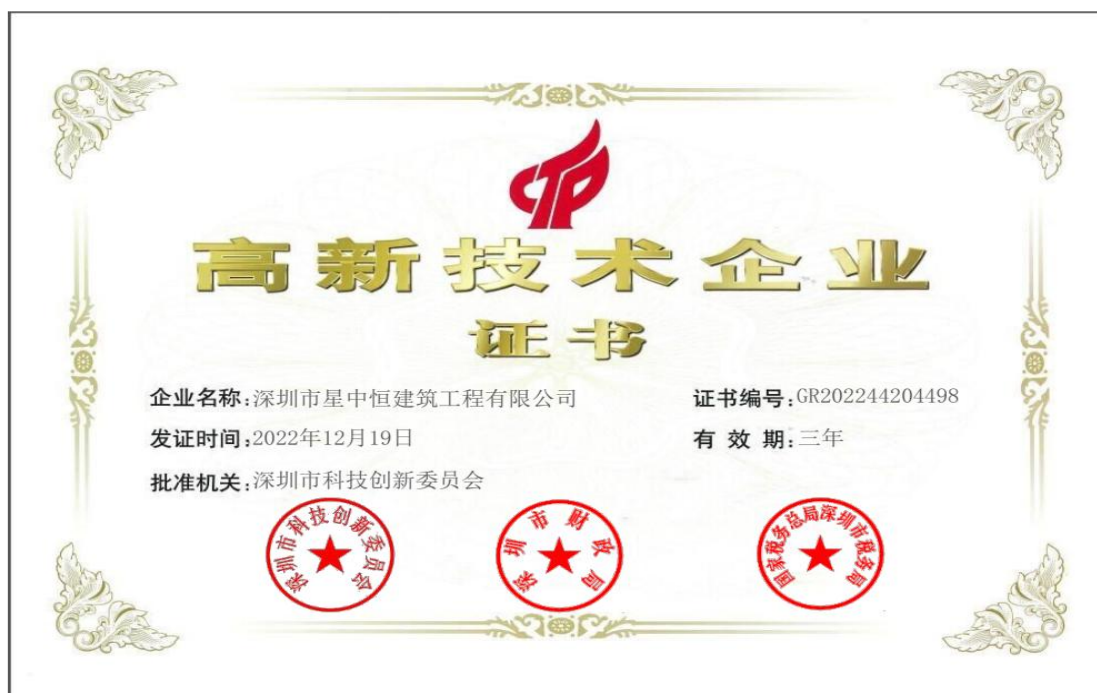 CTP
高新技术企业
证书
企业名称:深圳市星中恒建筑工程有限公司
证书编号:GR202244204498
发证时间:2022年12月19日
有 效 期:三年
批准机关:深圳市科技创新委员会
深圳市科技创新委员会
深圳市财政局
国家税务总局深圳市税务局